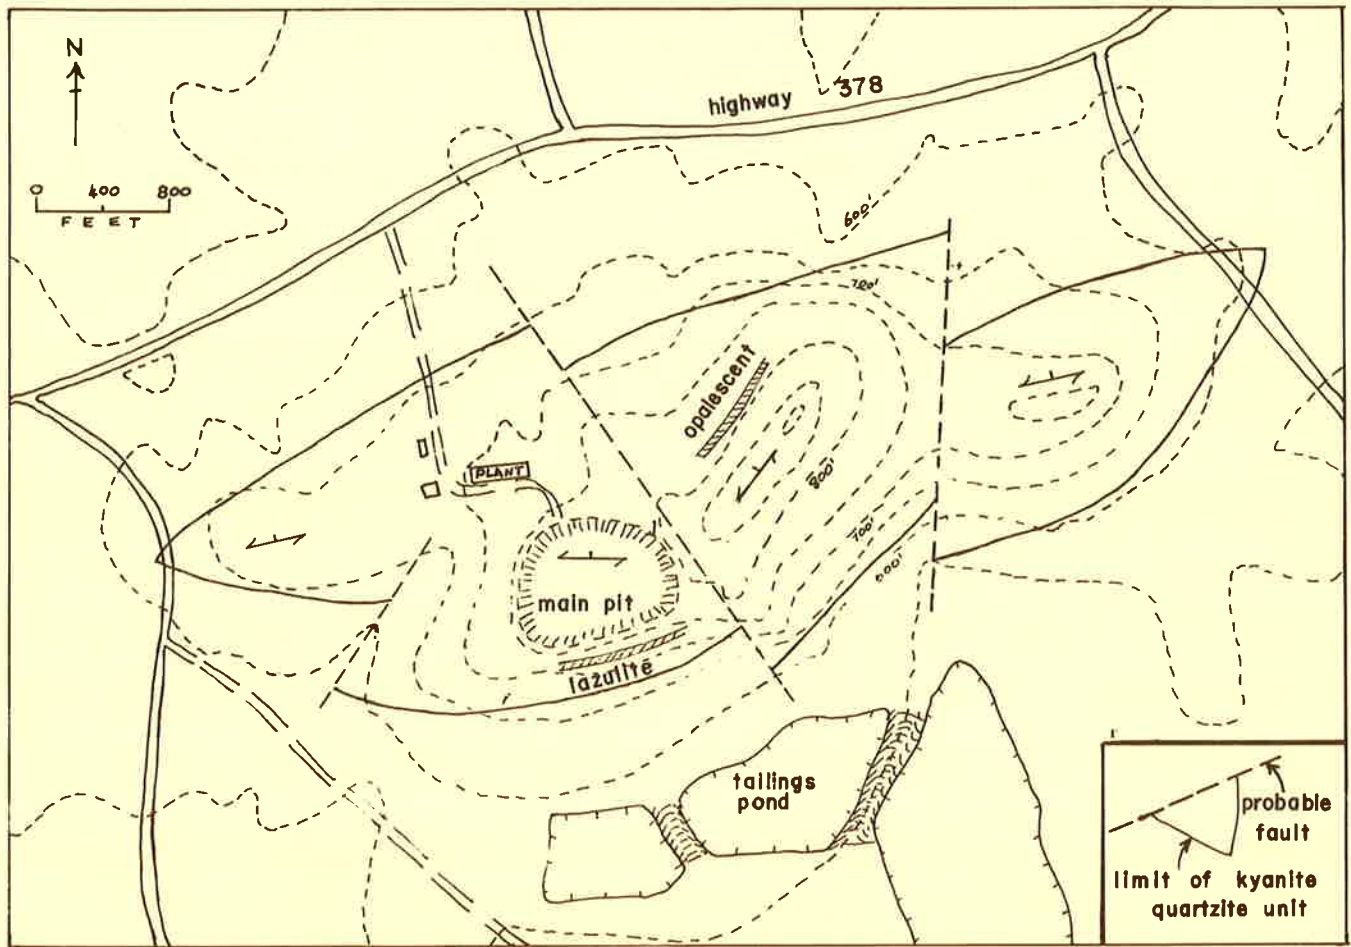 N
0 400 800
FEET
highway 378
600'
700'
opalescent
800'
PLANT
700'
600'
main pit
lazulite
tailings
pond
probable
fault
limit of kyanite
quartzite unit